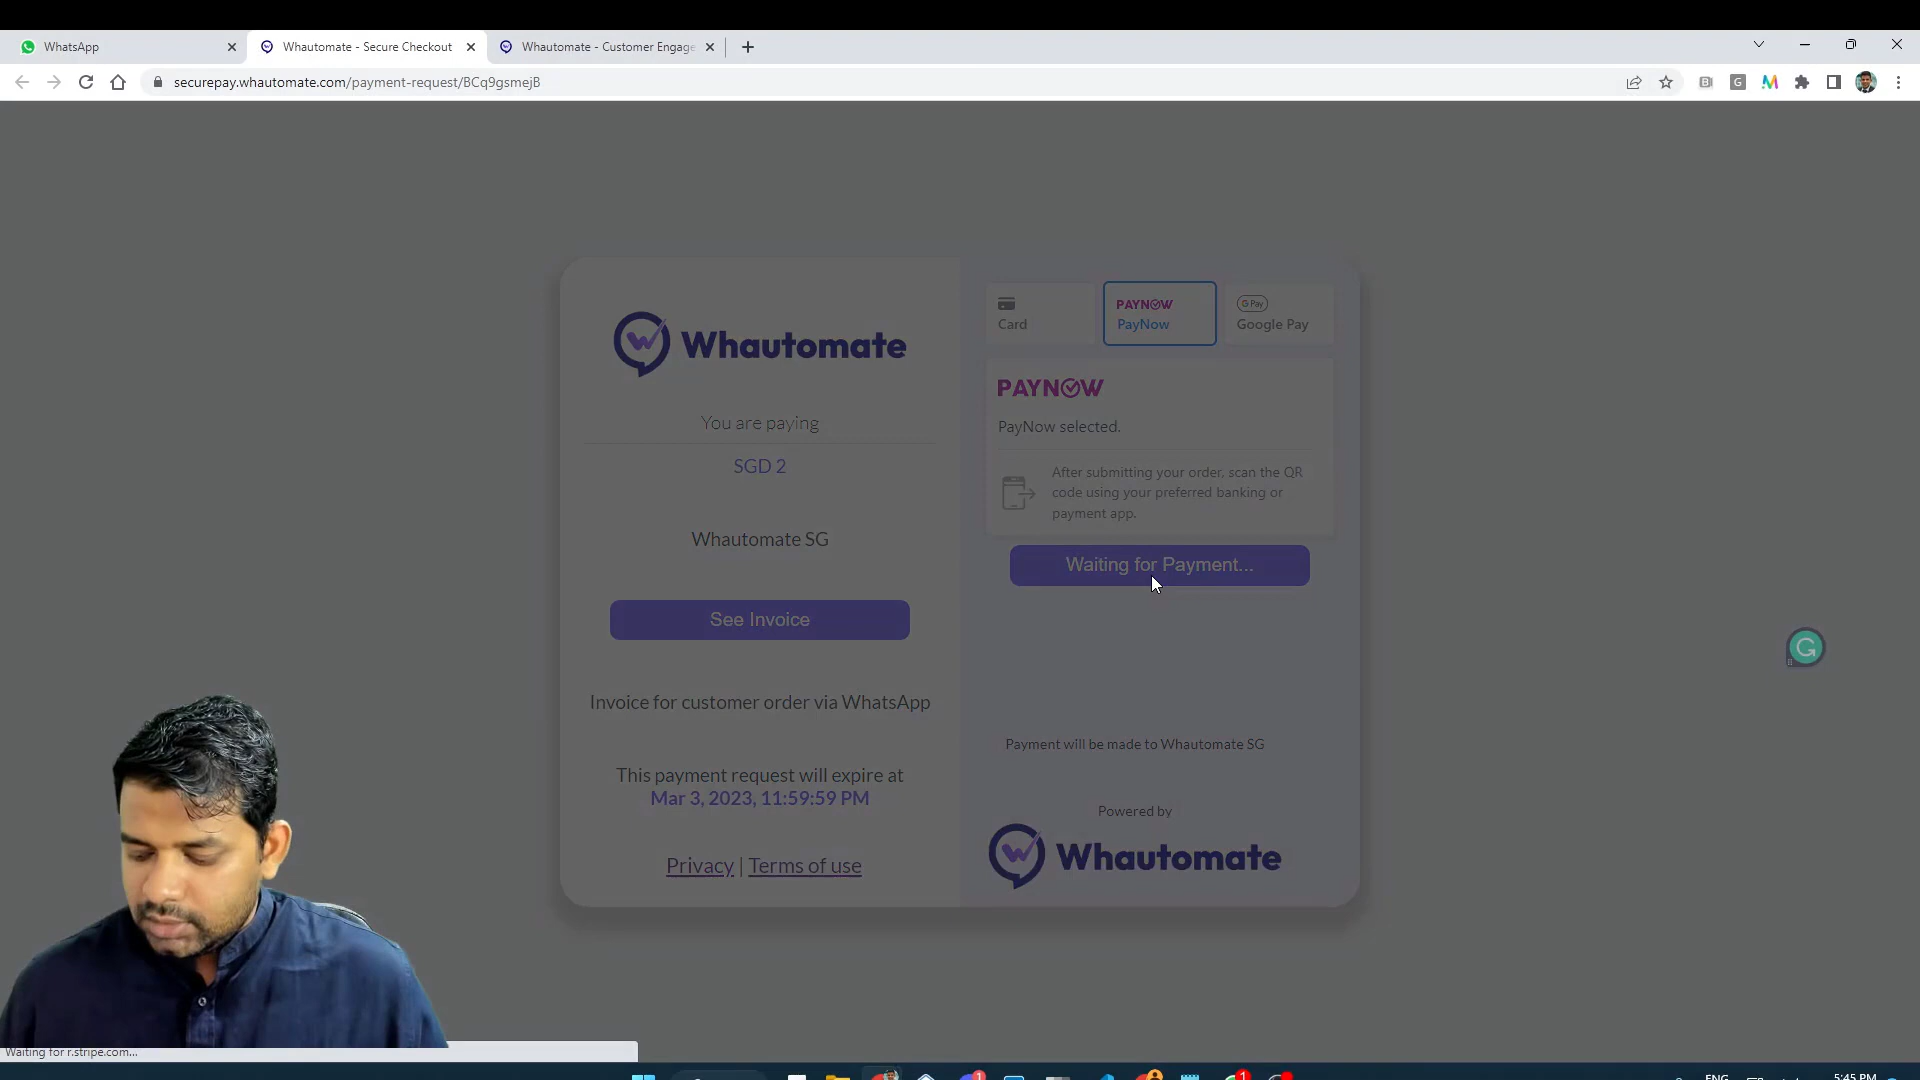 WhatsApp
Whautomate - Secure Checkout
Whautomate - Customer Engage
securepay.whautomate.com/payment-request/BCq9gsmejB
Whautomate
You are paying
SGD 2
Whautomate SG
See Invoice
Invoice for customer order via WhatsApp
This payment request will expire at
Mar 3, 2023, 11:59:59 PM
Privacy | Terms of use
Card
PAYNOW
PayNow
G Pay
Google Pay
PAYNOW
PayNow selected.
After submitting your order, scan the QR
code using your preferred banking or
payment app.
Waiting for Payment...
Payment will be made to Whautomate SG
Powered by
Whautomate
Waiting for r.stripe.com...
ENG
5:45 PM